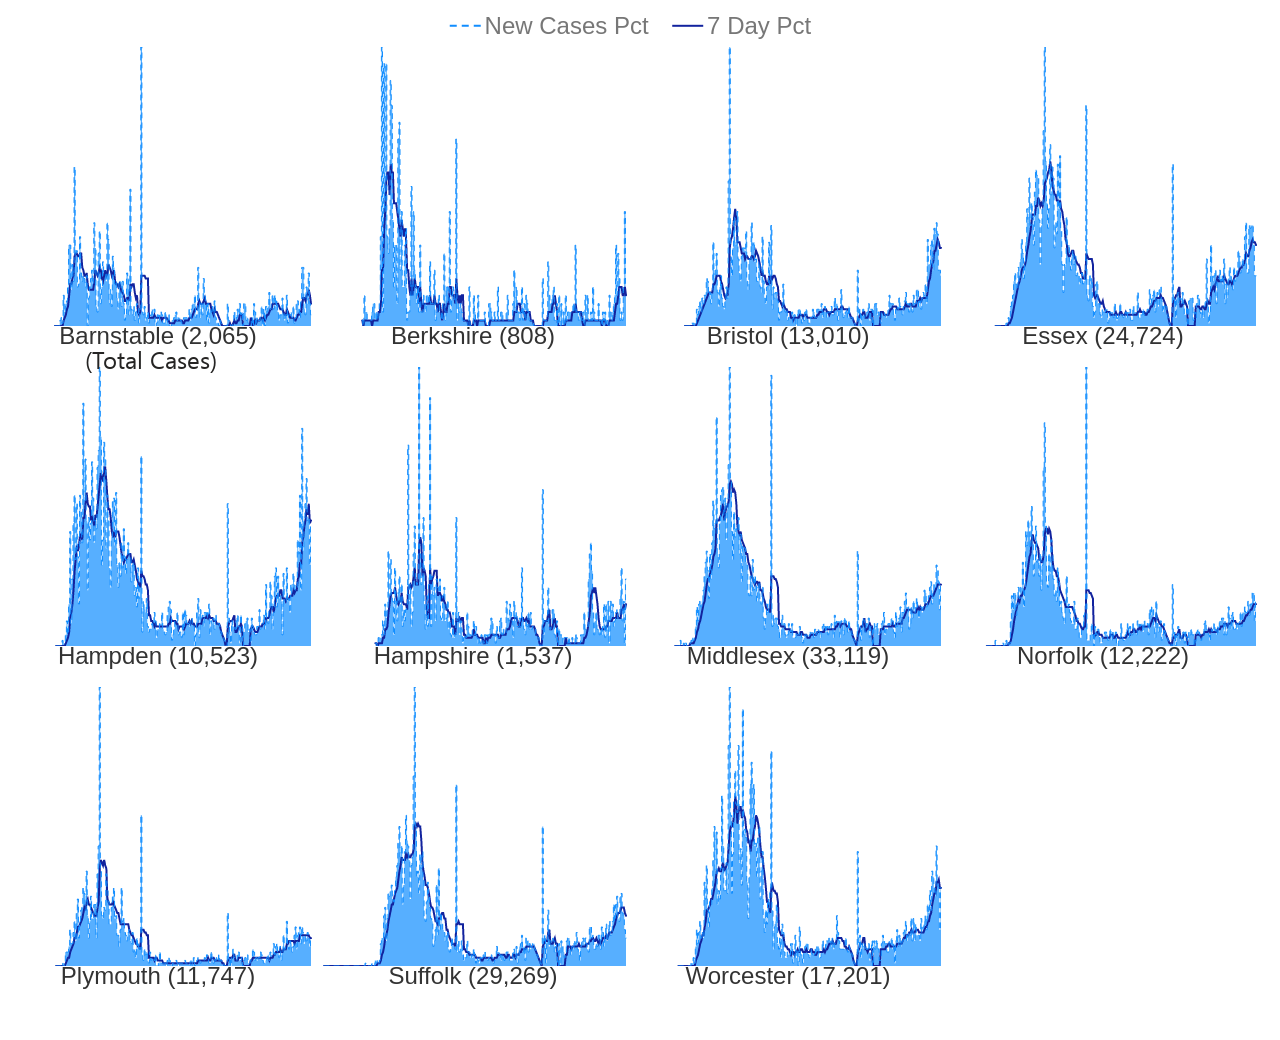 New Cases Pct 7 Day Pct
Barnstable (2,065) Berkshire (808) Bristol (13,010) Essex (24,724)
(Total Cases)
Hampden (10,523) Hampshire (1,537) Middlesex (33,119) Norfolk (12,222)
Plymouth (11,747) Suffolk (29,269) Worcester (17,201)